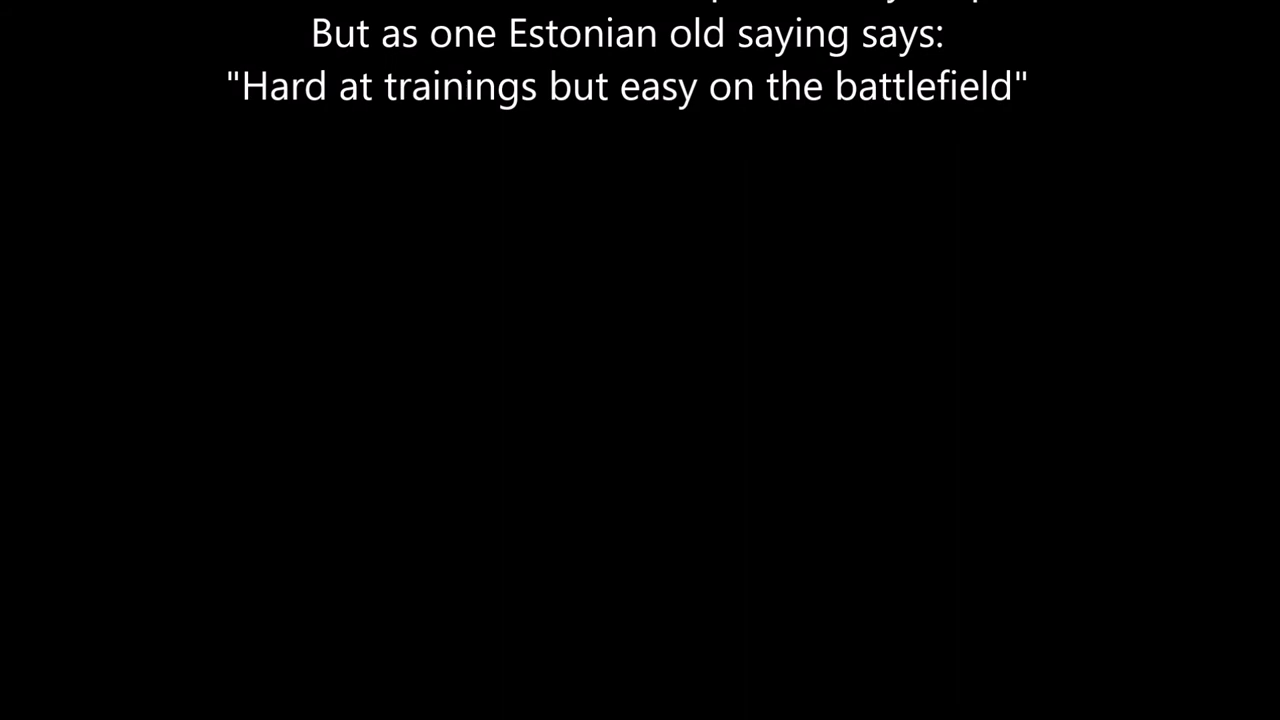 But as one Estonian old saying says:
"Hard at trainings but easy on the battlefield"